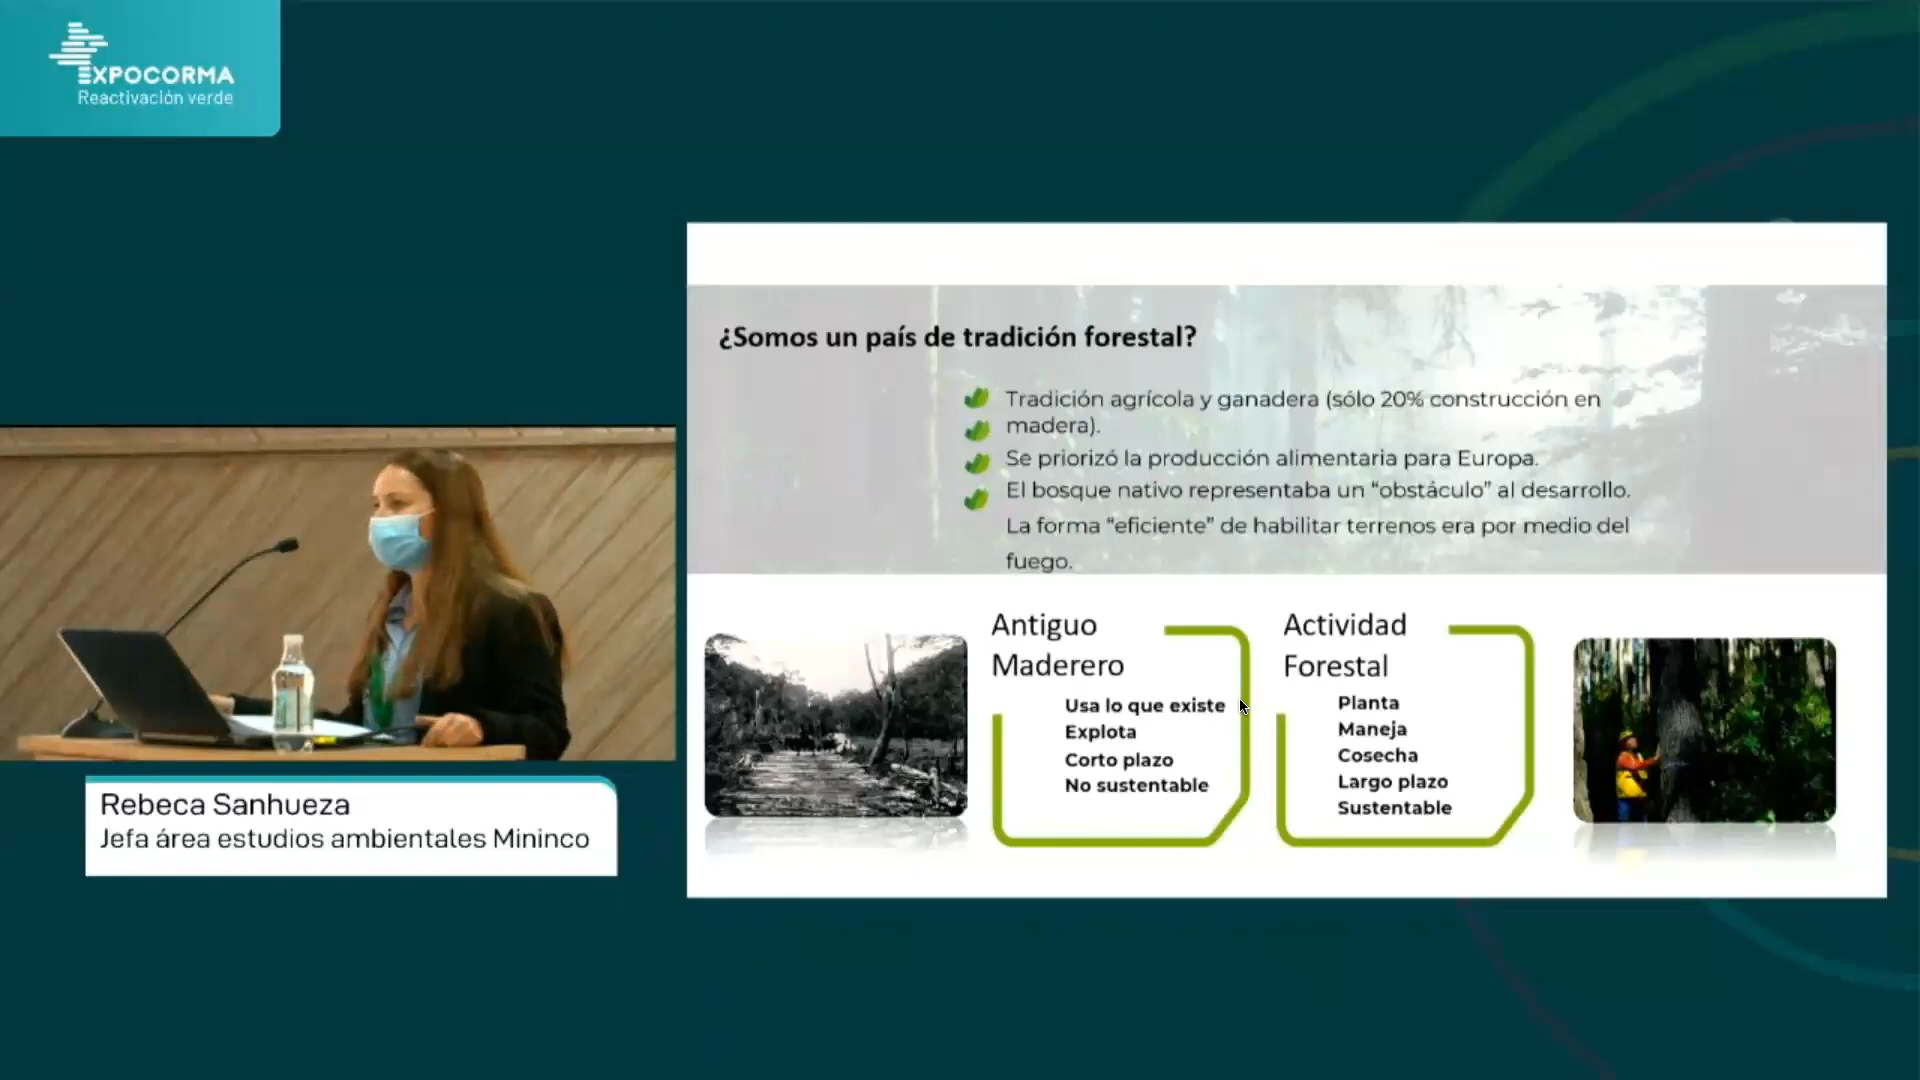 EXPOCORMA
Reactivación verde
¿Somos un país de tradición forestal?
Tradición agrícola y ganadera (sólo 20% construcción en
madera).
Se priorizó la producción alimentaria para Europa.
El bosque nativo representaba un “obstáculo” al desarrollo.
La forma “eficiente” de habilitar terrenos era por medio del
fuego.
Antiguo
Maderero
Usa lo que existe
Explota
Corto plazo
No sustentable
Actividad
Forestal
Planta
Maneja
Cosecha
Largo plazo
Sustentable
Rebeca Sanhueza
Jefa área estudios ambientales Mininco